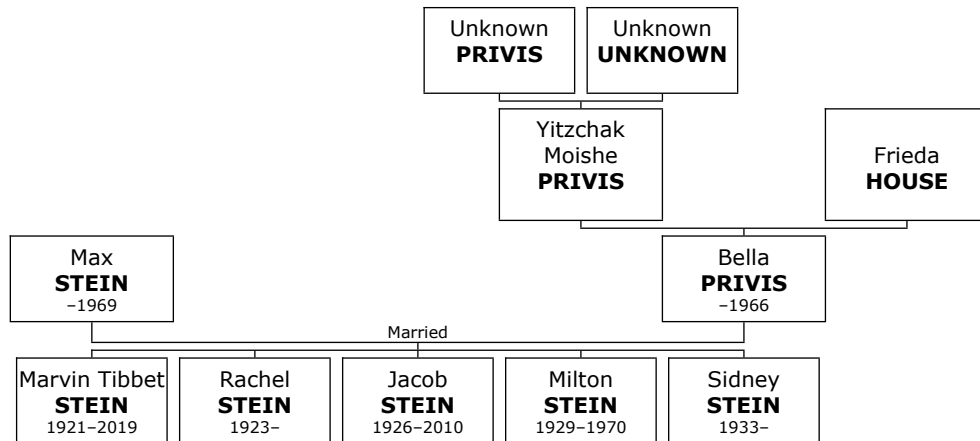 Unknown
PRIVIS
Unknown
UNKNOWN
Yitzchak
Moishe
PRIVIS
Frieda
HOUSE
Max
STEIN
–1969
Bella
PRIVIS
–1966
Married
Marvin Tibbet
STEIN
1921–2019
Rachel
STEIN
1923–
Jacob
STEIN
1926–2010
Milton
STEIN
1929–1970
Sidney
STEIN
1933–